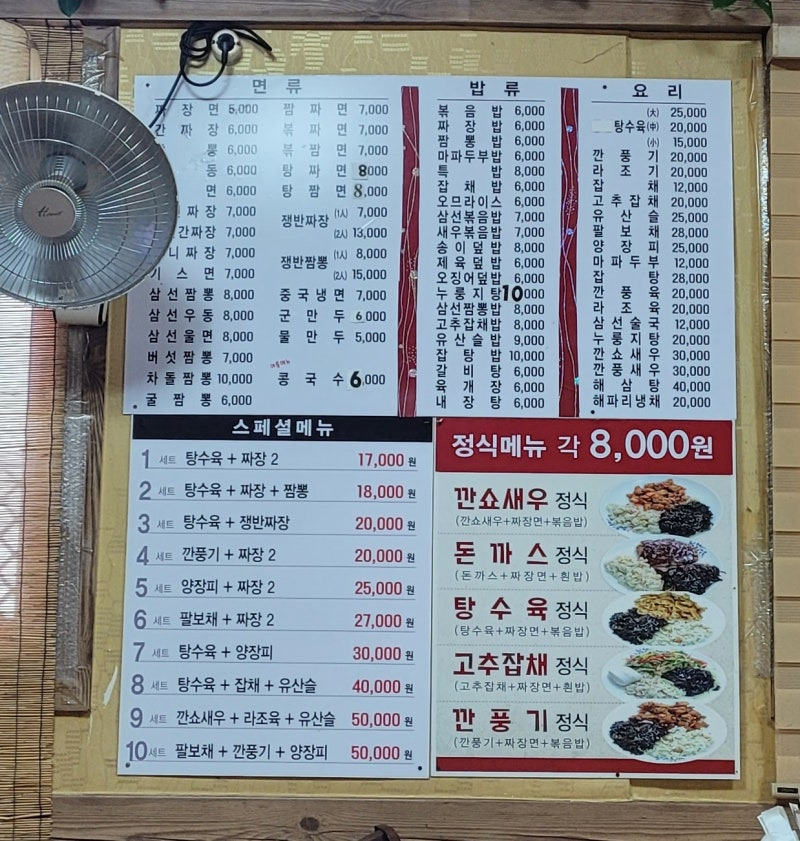 면류
짜장면 5,000
간짜장 6,000
뽕 6,000
동 6,000
면 6,000
짜장 7,000
간짜장 7,000
니짜장 7,000
기스면 7,000
삼선짬뽕 8,000
삼선우동 8,000
삼선울면 8,000
버섯짬뽕 7,000
차돌짬뽕 10,000
굴짬뽕 6,000
짬짜면 7,000
볶짜면 7,000
볶짬면 7,000
탕짜면 8,000
탕짬면 8,000
쟁반짜장 (1人) 7,000
(2人) 13,000
쟁반짬뽕 (1人) 8,000
(2人) 15,000
중국냉면 7,000
군만두 6,000
물만두 5,000
여름메뉴
콩국수 6,000
밥류
볶음밥 6,000
짜장밥 6,000
짬뽕밥 6,000
마파두부밥 6,000
특밥 8,000
잡채밥 6,000
오므라이스 6,000
삼선볶음밥 7,000
새우볶음밥 7,000
송이덮밥 8,000
제육덮밥 6,000
오징어덮밥 6,000
누룽지탕 10,000
삼선짬뽕밥 8,000
고추잡채밥 8,000
유산슬밥 9,000
잡탕밥 10,000
갈비탕 6,000
육개장 6,000
내장탕 6,000
요리
탕수육 (大) 25,000
(中) 20,000
(小) 15,000
깐풍기 20,000
라조기 20,000
잡채 12,000
고추잡채 20,000
유산슬 25,000
팔보채 28,000
양장피 25,000
마파두부 12,000
잡탕 28,000
깐풍육 20,000
라조육 20,000
삼선술국 12,000
누룽지탕 20,000
깐쇼새우 30,000
깐풍새우 30,000
해삼탕 40,000
해파리냉채 20,000
스페셜메뉴
1 세트 탕수육 + 짜장 2 17,000 원
2 세트 탕수육 + 짜장 + 짬뽕 18,000 원
3 세트 탕수육 + 쟁반짜장 20,000 원
4 세트 깐풍기 + 짜장 2 20,000 원
5 세트 양장피 + 짜장 2 25,000 원
6 세트 팔보채 + 짜장 2 27,000 원
7 세트 탕수육 + 양장피 30,000 원
8 세트 탕수육 + 잡채 + 유산슬 40,000 원
9 세트 깐쇼새우 + 라조육 + 유산슬 50,000 원
10 세트 팔보채 + 깐풍기 + 양장피 50,000 원
정식메뉴 각 8,000원
깐쇼새우 정식
(깐쇼새우+짜장면+볶음밥)
돈까스 정식
(돈까스+짜장면+흰밥)
탕수육 정식
(탕수육+짜장면+볶음밥)
고추잡채 정식
(고추잡채+짜장면+흰밥)
깐풍기 정식
(깐풍기+짜장면+볶음밥)